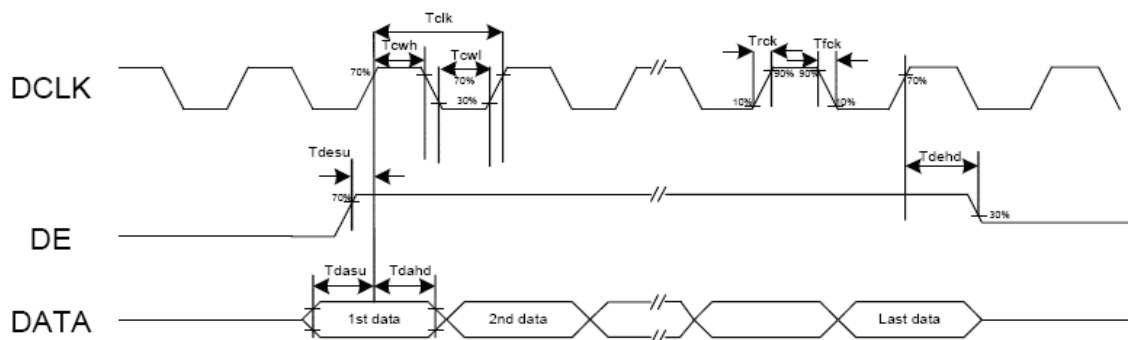 Tclk
Tcwh Tcwl Trck Tfck
DCLK 70% 70% 30% 90% 90% 10% 10% 70%
Tdesu Tdehd
DE 70% 30%
Tdasu Tdahd
DATA 1st data 2nd data Last data